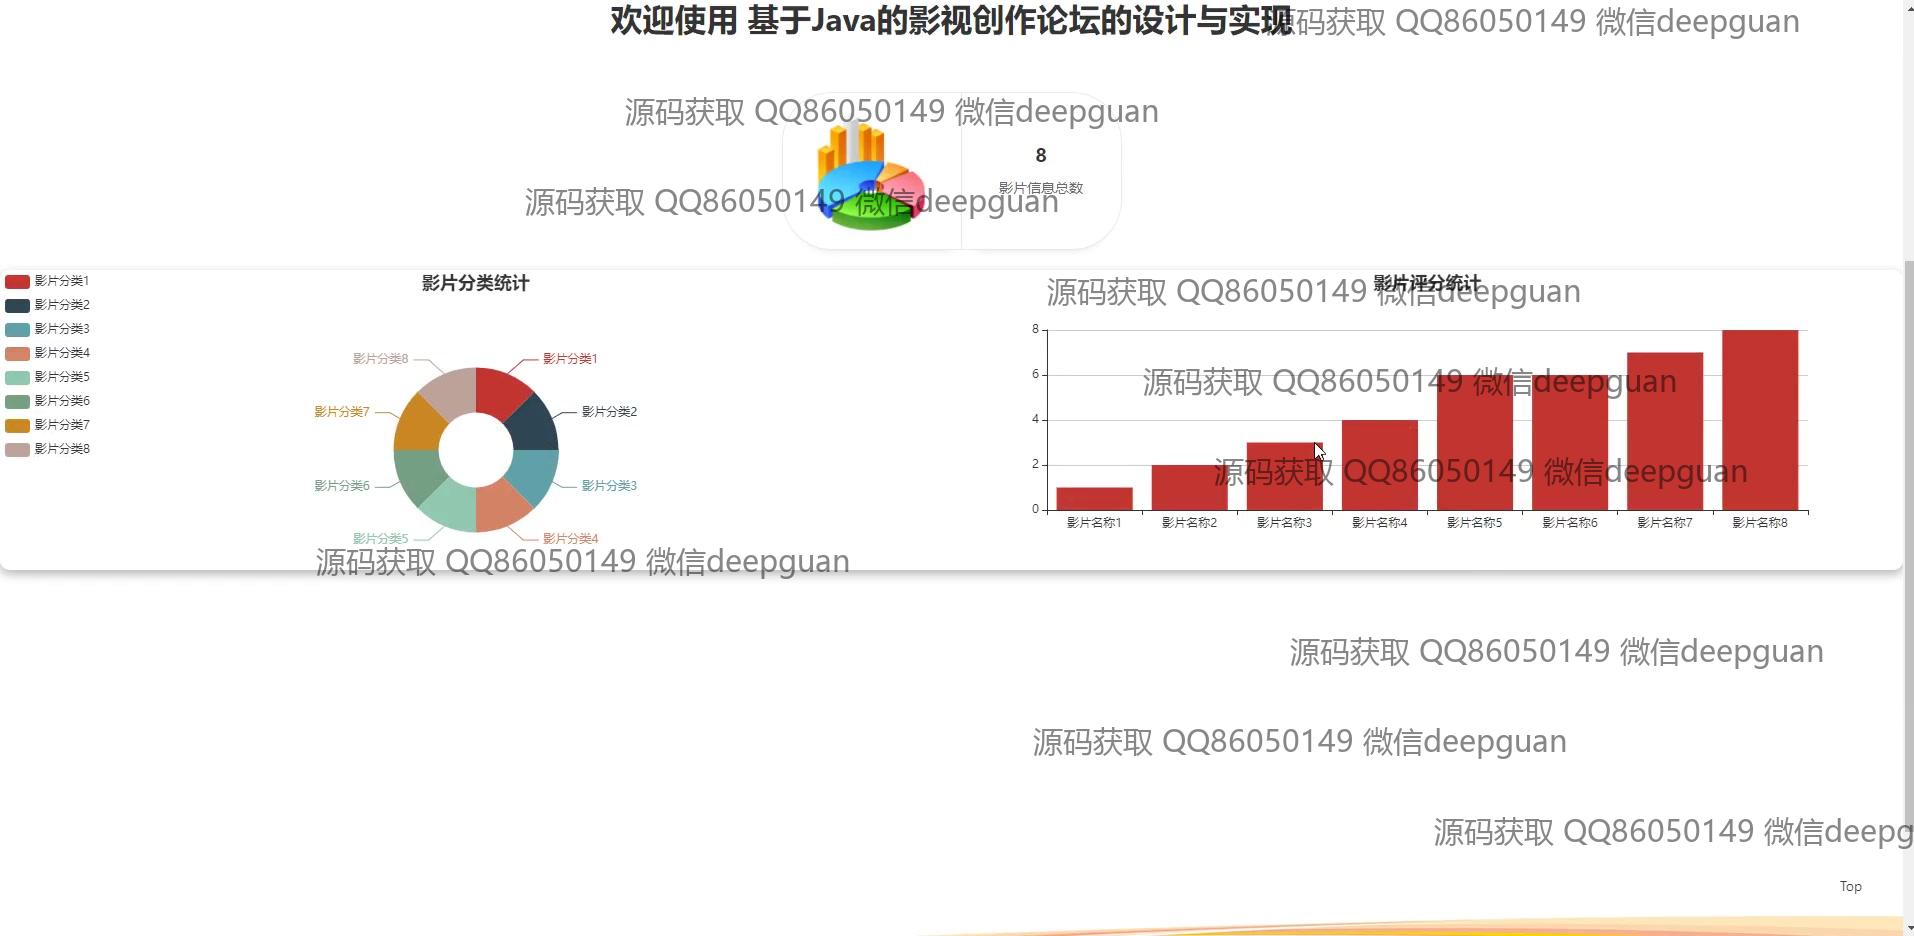 欢迎使用 基于Java的影视创作论坛的设计与实现
源码获取 QQ86050149 微信deepguan
源码获取 QQ86050149 微信deepguan
8
影片信息总数
源码获取 QQ86050149 微信deepguan
影片分类1
影片分类2
影片分类3
影片分类4
影片分类5
影片分类6
影片分类7
影片分类8
影片分类统计
影片分类8
影片分类1
影片分类7
影片分类2
影片分类6
影片分类3
影片分类5
影片分类4
源码获取 QQ86050149 微信deepguan
影片评分统计
源码获取 QQ86050149 微信deepguan
8
6
源码获取 QQ86050149 微信deepguan
4
2
源码获取 QQ86050149 微信deepguan
0
影片名称1 影片名称2 影片名称3 影片名称4 影片名称5 影片名称6 影片名称7 影片名称8
源码获取 QQ86050149 微信deepguan
源码获取 QQ86050149 微信deepguan
源码获取 QQ86050149 微信deepg
Top